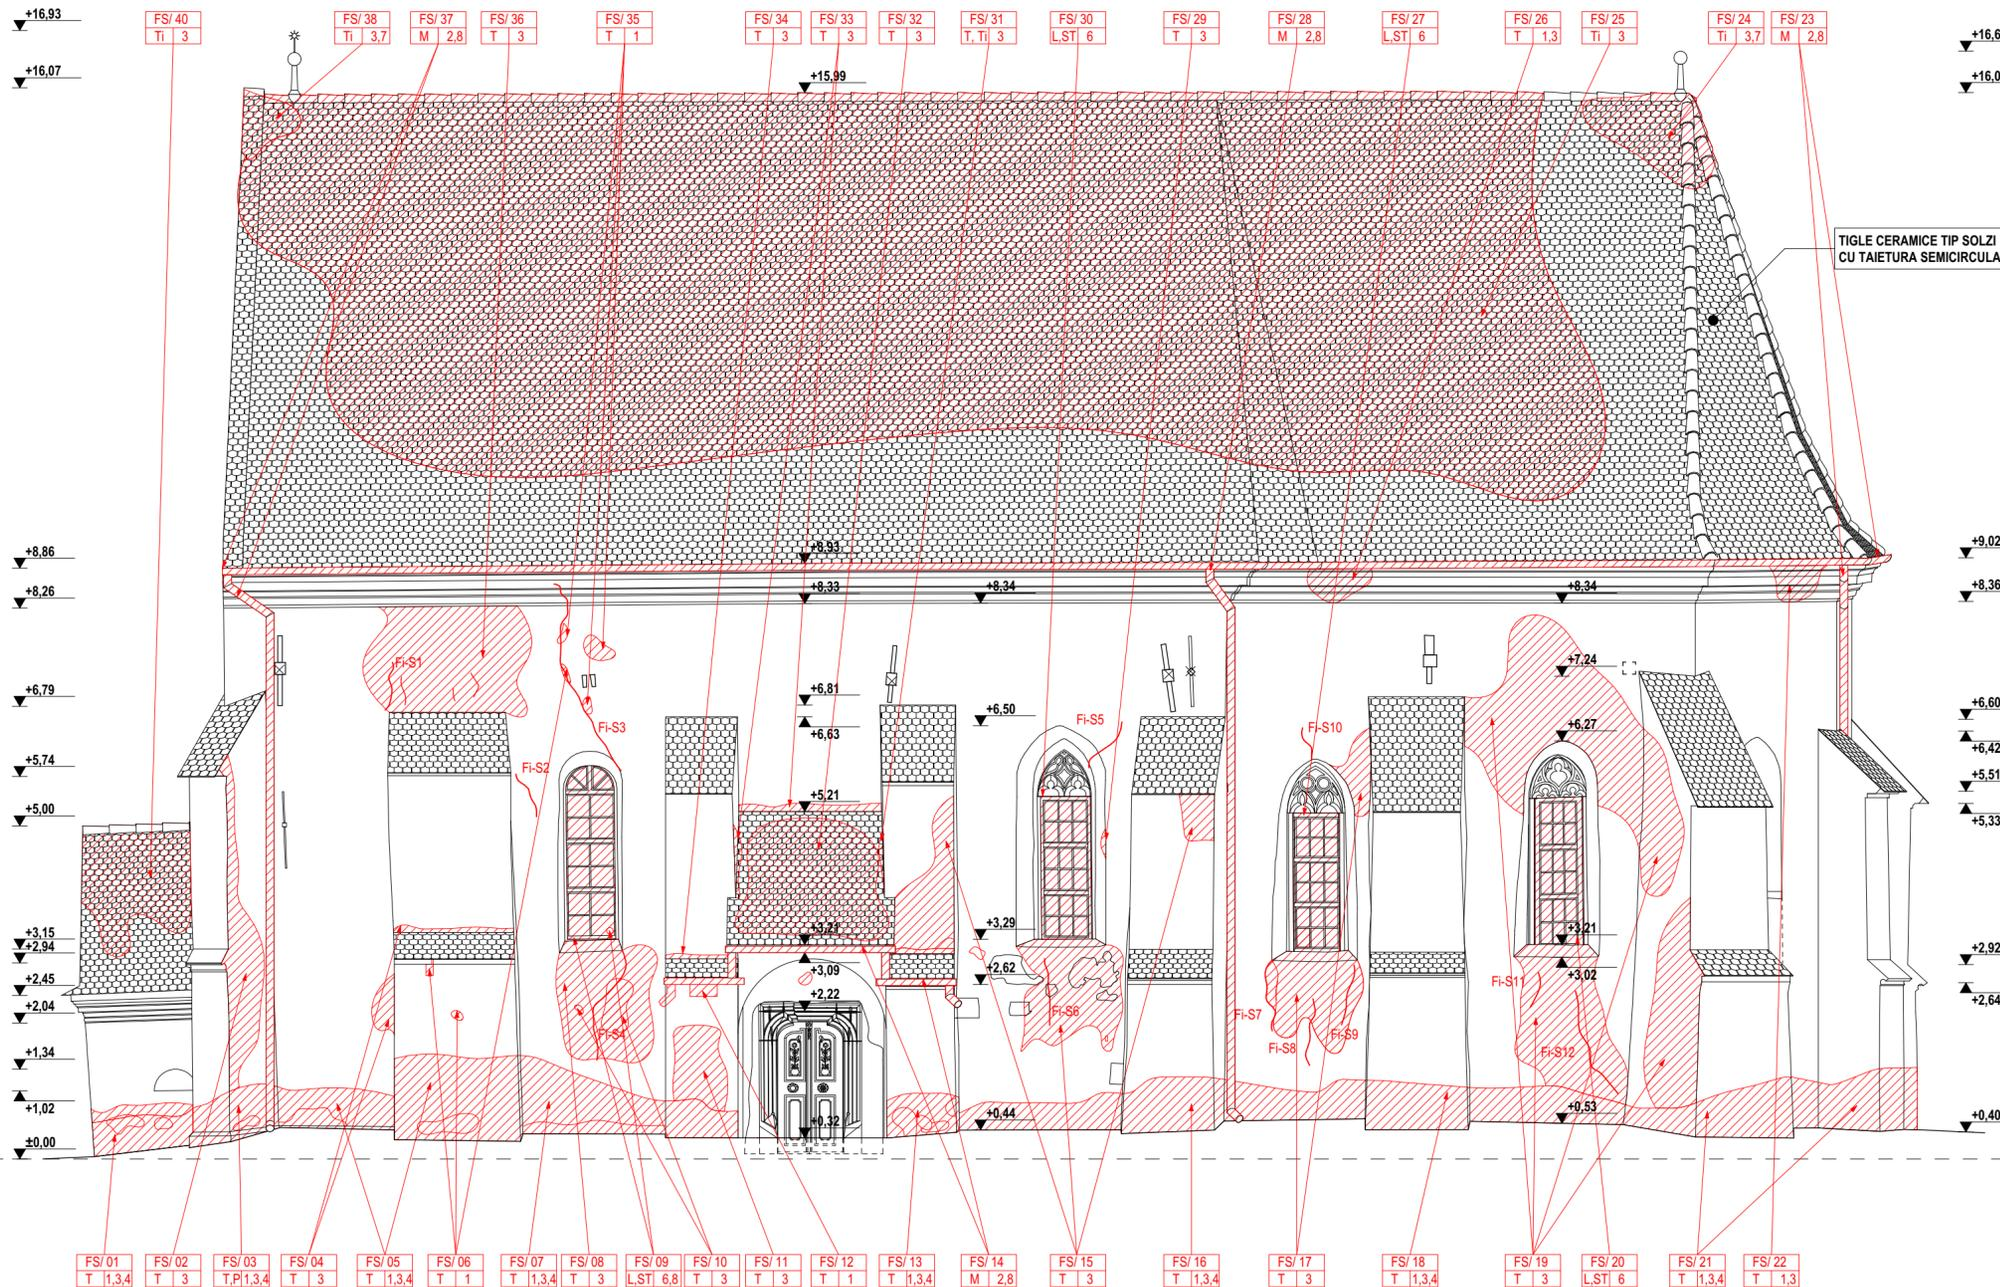 +16,93
FS/ 40
Ti 3
FS/ 38
Ti 3,7
FS/ 37
M 2,8
FS/ 36
T 3
FS/ 35
T 1
FS/ 34
T 3
FS/ 33
T 3
FS/ 32
T 3
FS/ 31
T, Ti 3
FS/ 30
L,ST 6
FS/ 29
T 3
FS/ 28
M 2,8
FS/ 27
L,ST 6
FS/ 26
T 1,3
FS/ 25
Ti 3
FS/ 24
Ti 3,7
FS/ 23
M 2,8
+16,6
+16,07
+15,99
+16,0
TIGLE CERAMICE TIP SOLZI
CU TAIETURA SEMICIRCULA
+8,86
+8,93
+9,02
+8,26
+8,33
+8,34
+8,34
+8,36
Fi-S1
+7,24
+6,79
+6,81
+6,50
+6,60
Fi-S3
+6,63
Fi-S5
Fi-S10
+6,27
+6,42
+5,74
Fi-S2
+5,51
+5,00
+5,21
+5,33
+3,15
+2,94
+3,21
+3,29
+3,21
+2,92
+2,45
+3,09
+2,62
+3,02
Fi-S11
+2,64
+2,04
+2,22
Fi-S4
Fi-S6
Fi-S7
Fi-S8
Fi-S9
Fi-S12
+1,34
+1,02
+0,32
+0,44
+0,53
+0,40
±0,00
FS/ 01
T 1,3,4
FS/ 02
T 3
FS/ 03
T,P 1,3,4
FS/ 04
T 3
FS/ 05
T 1,3,4
FS/ 06
T 1
FS/ 07
T 1,3,4
FS/ 08
T 3
FS/ 09
L,ST 6,8
FS/ 10
T 3
FS/ 11
T 3
FS/ 12
T 1
FS/ 13
T 1,3,4
FS/ 14
M 2,8
FS/ 15
T 3
FS/ 16
T 1,3,4
FS/ 17
T 3
FS/ 18
T 1,3,4
FS/ 19
T 3
FS/ 20
L,ST 6
FS/ 21
T 1,3,4
FS/ 22
T 1,3